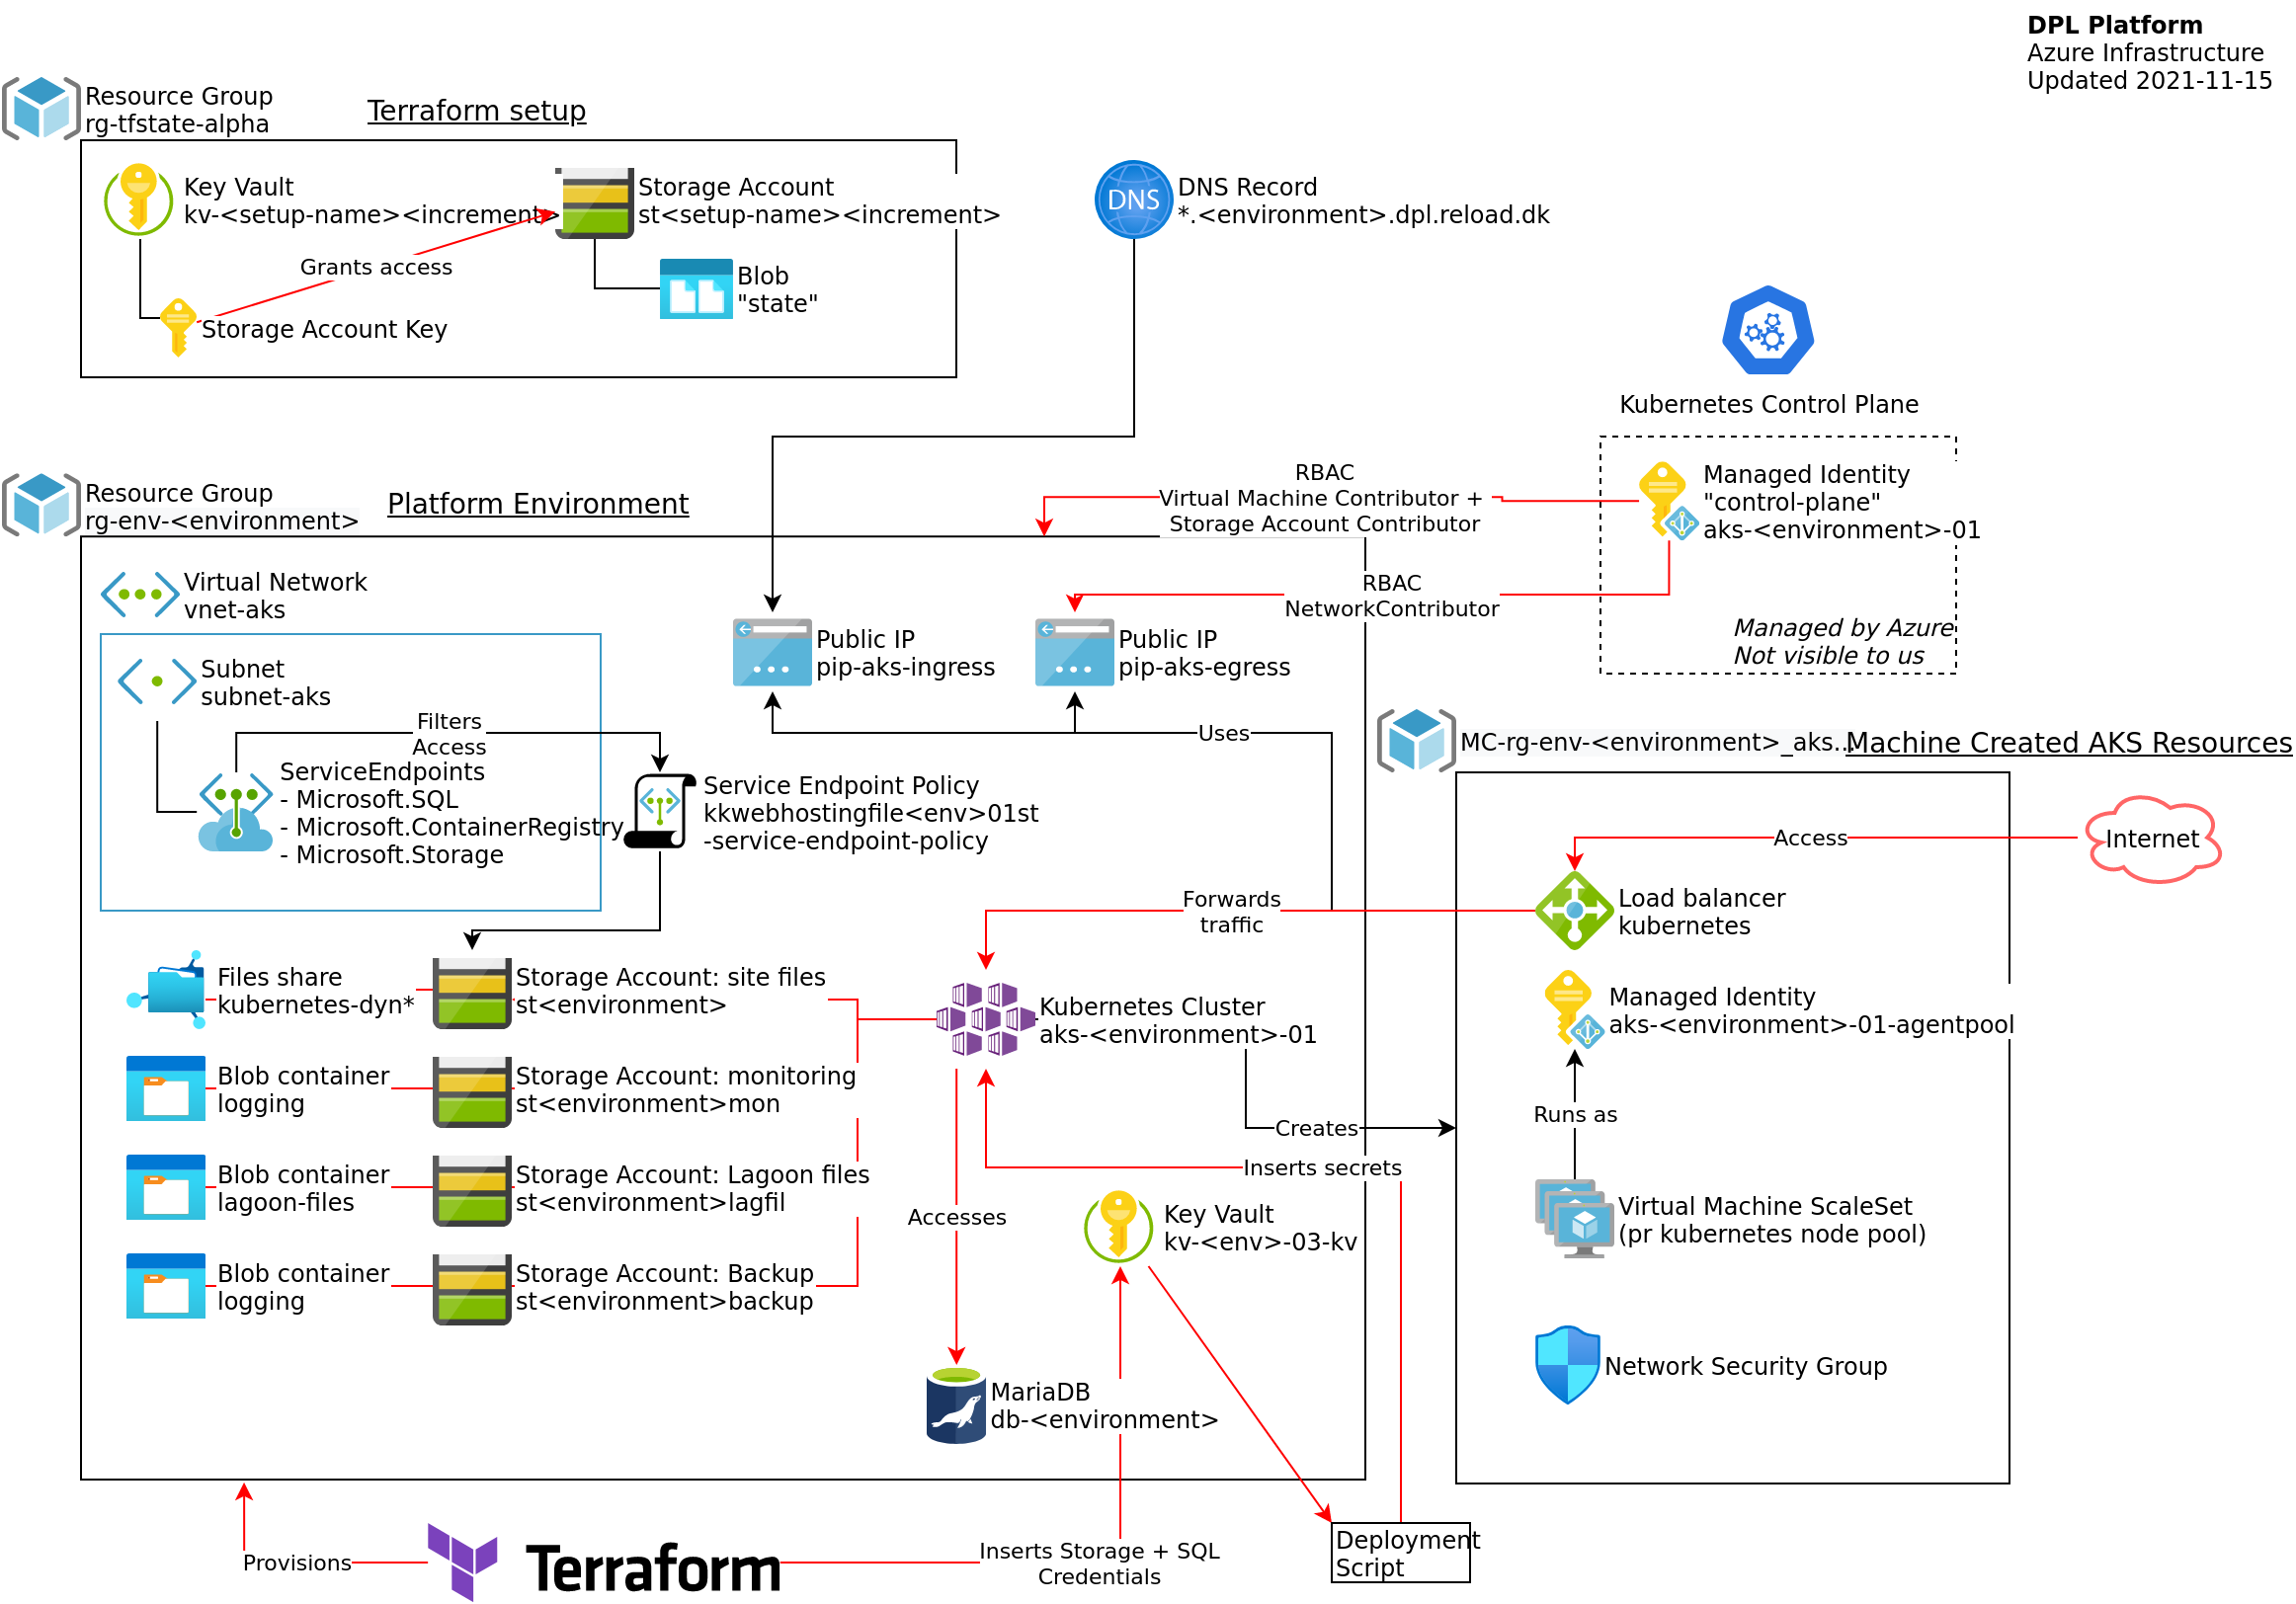 DPL Platform
Azure Infrastructure
Updated 2021-11-15
Resource Group
rg-tfstate-alpha
Terraform setup
Key Vault
kv-<setup-name><increment>
Storage Account
st<setup-name><increment>
Grants access
Storage Account Key
Blob
"state"
DNS
DNS Record
*.<environment>.dpl.reload.dk
Kubernetes Control Plane
Resource Group
rg-env-<environment>
Platform Environment
RBAC
Virtual Machine Contributor +
Storage Account Contributor
Managed Identity
"control-plane"
aks-<environment>-01
RBAC
NetworkContributor
Managed by Azure
Not visible to us
Virtual Network
vnet-aks
Subnet
subnet-aks
Public IP
pip-aks-ingress
Public IP
pip-aks-egress
Filters
Access
Uses
ServiceEndpoints
- Microsoft.SQL
- Microsoft.ContainerRegistry
- Microsoft.Storage
Service Endpoint Policy
kkwebhostingfile<env>01st
-service-endpoint-policy
MC-rg-env-<environment>_aks...
Machine Created AKS Resources
Access
Internet
Forwards
traffic
Load balancer
kubernetes
Files share
kubernetes-dyn*
Storage Account: site files
st<environment>
Kubernetes Cluster
aks-<environment>-01
Managed Identity
aks-<environment>-01-agentpool
Blob container
logging
Storage Account: monitoring
st<environment>mon
Creates
Runs as
Inserts secrets
Blob container
lagoon-files
Storage Account: Lagoon files
st<environment>lagfil
Accesses
Key Vault
kv-<env>-03-kv
Virtual Machine ScaleSet
(pr kubernetes node pool)
Blob container
logging
Storage Account: Backup
st<environment>backup
Network Security Group
MariaDB
db-<environment>
Provisions
Terraform
Inserts Storage + SQL
Credentials
Deployment
Script